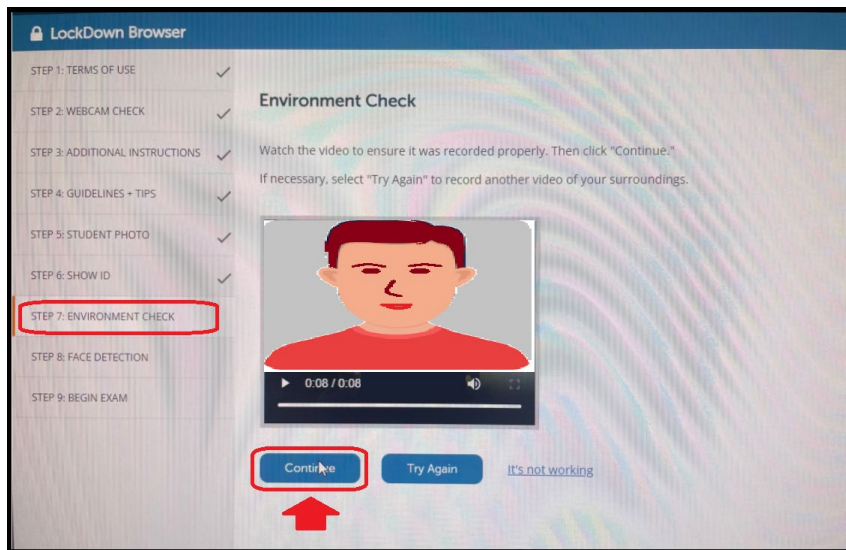 LockDown Browser
STEP 1: TERMS OF USE
STEP 2: WEBCAM CHECK
STEP 3: ADDITIONAL INSTRUCTIONS
STEP 4: GUIDELINES + TIPS
STEP 5: STUDENT PHOTO
STEP 6: SHOW ID
STEP 7: ENVIRONMENT CHECK
STEP 8: FACE DETECTION
STEP 9: BEGIN EXAM
Environment Check
Watch the video to ensure it was recorded properly. Then click "Continue."
If necessary, select "Try Again" to record another video of your surroundings.
0:08 / 0:08
Continue
Try Again
It's not working